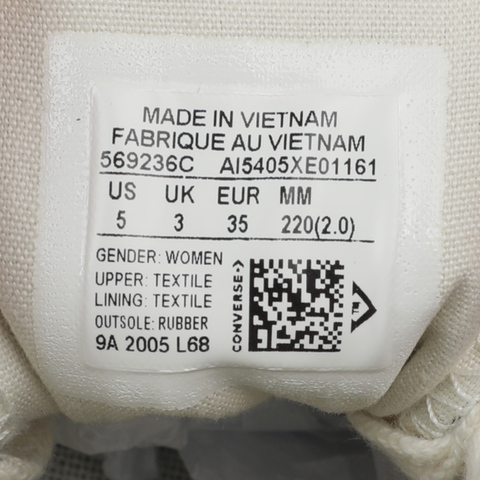 MADE IN VIETNAM
FABRIQUE AU VIETNAM
569236C AI5405XE01161
US UK EUR MM
5 3 35 220(2.0)
GENDER: WOMEN
UPPER: TEXTILE
LINING: TEXTILE
OUTSOLE: RUBBER
9A 2005 L68
CONVERSE
TM